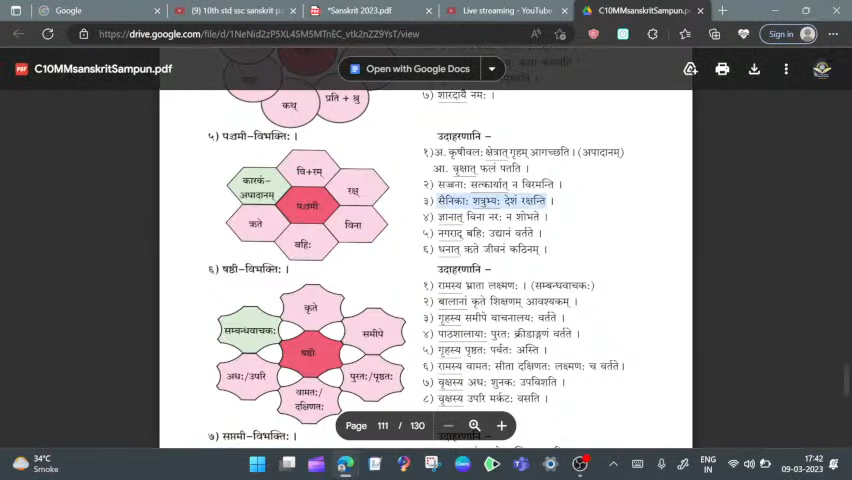 Google
(9) 10th std ssc sanskrit p
*Sanskrit 2023.pdf
Live streaming - YouTube
C10MMsanskritSampun.p
https://drive.google.com/file/d/1NeNid2zP5XL4SM5MTnEC_vtk2nZZ9YsT/view
Sign in
PDF C10MMsanskritSampun.pdf
Open with Google Docs
कथ्
प्रति + श्रु
७) शारदायै नमः ।
५) पञ्चमी-विभक्तिः ।
वि+रम्
कारकं-
अपादानम्
रक्ष्
पञ्चमी
ऋते
विना
बहिः
उदाहरणानि -
१)अ. कृषीवलः क्षेत्रात् गृहम् आगच्छति । (अपादानम्)
आ. वृक्षात् फलं पतति ।
२) सज्जनाः सत्कार्यात् न विरमन्ति ।
३) सैनिकाः शत्रुभ्यः देशं रक्षन्ति ।
४) ज्ञानात् विना नरः न शोभते ।
५) नगराद् बहिः उद्यानं वर्तते ।
६) धनात् ऋते जीवनं कठिनम् ।
६) षष्ठी-विभक्तिः ।
कृते
सम्बन्धवाचकः
समीपे
षष्ठी
अधः/उपरि
पुरतः/पृष्ठतः
वामतः/
दक्षिणतः
उदाहरणानि -
१) रामस्य भ्राता लक्ष्मणः । (सम्बन्धवाचकः)
२) बालानां कृते शिक्षणम् आवश्यकम् ।
३) गृहस्य समीपे वाचनालयः वर्तते ।
४) पाठशालायाः पुरतः क्रीडाङ्गणं वर्तते ।
५) गृहस्य पृष्ठतः पर्वतः अस्ति ।
६) रामस्य वामतः सीता दक्षिणतः लक्ष्मणः च वर्तते ।
७) वृक्षस्य अधः शुनकः उपविशति ।
८) वृक्षस्य उपरि मर्कटः वसति ।
Page 111 / 130
७) सप्तमी-विभक्तिः ।
उदाहरणानि -
34°C
Smoke
ENG
IN
17:42
09-03-2023